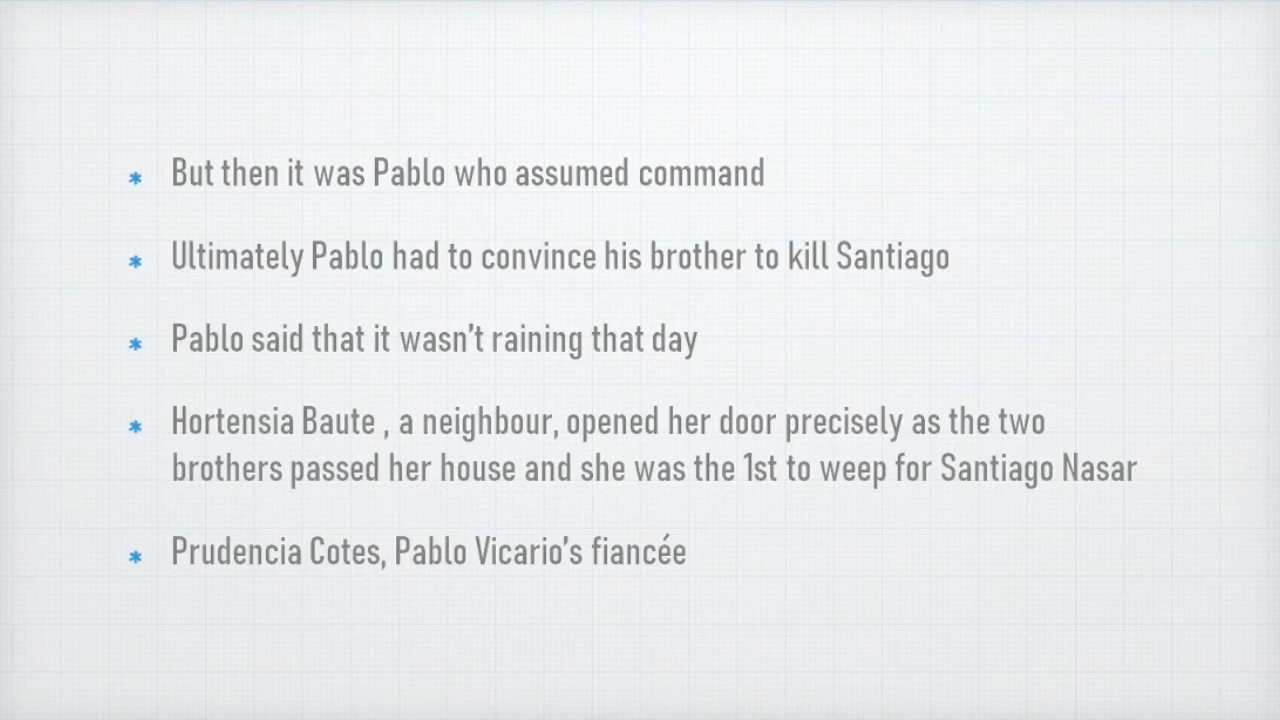 * But then it was Pablo who assumed command
* Ultimately Pablo had to convince his brother to kill Santiago
* Pablo said that it wasn't raining that day
* Hortensia Baute , a neighbour, opened her door precisely as the two
brothers passed her house and she was the 1st to weep for Santiago Nasar
* Prudencia Cotes, Pablo Vicario's fiancée